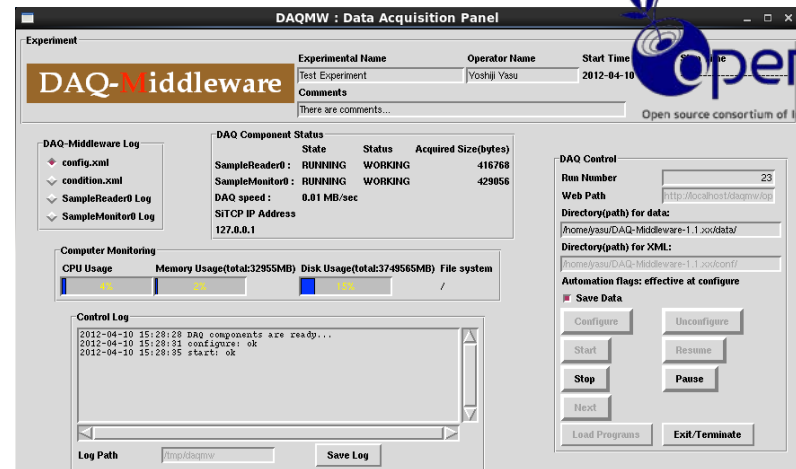 DAQMW : Data Acquisition Panel
Experiment
DAQ-Middleware
Experimental Name
Operator Name
Start Time
Test Experiment
Yoshiji Yasu
2012-04-10
Comments
There are comments...
Open
Open source consortium of I
DAQ-Middleware Log
config.xml
condition.xml
SampleReader0 Log
SampleMonitor0 Log
DAQ Component Status
State Status Acquired Size(bytes)
SampleReader0 : RUNNING WORKING 416768
SampleMonitor0 : RUNNING WORKING 429056
DAQ speed : 0.01 MB/sec
SiTCP IP Address
127.0.0.1
Computer Monitoring
CPU Usage Memory Usage(total:32955MB) Disk Usage(total:3749565MB) File system
4% 2% 15% /
Control Log
2012-04-10 15:28:28 DAQ components are ready...
2012-04-10 15:28:31 configure: ok
2012-04-10 15:28:35 start: ok
Log Path /tmp/daqmw Save Log
DAQ Control
Run Number 23
Web Path http://localhost/daqmw/op
Directory(path) for data:
/home/yasu/DAQ-Middleware-1.1.xx/data/
Directory(path) for XML:
/home/yasu/DAQ-Middleware-1.1.xx/conf/
Automation flags: effective at configure
Save Data
Configure Unconfigure
Start Resume
Stop Pause
Next
Load Programs Exit/Terminate